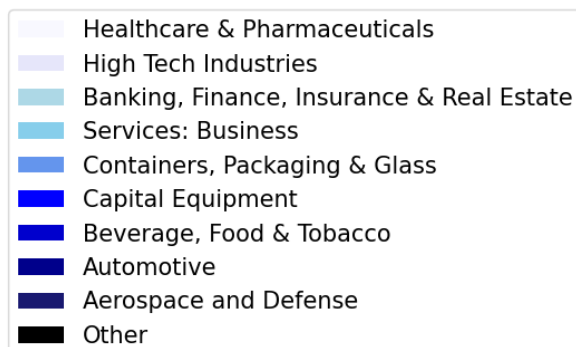 Healthcare & Pharmaceuticals
High Tech Industries
Banking, Finance, Insurance & Real Estate
Services: Business
Containers, Packaging & Glass
Capital Equipment
Beverage, Food & Tobacco
Automotive
Aerospace and Defense
Other